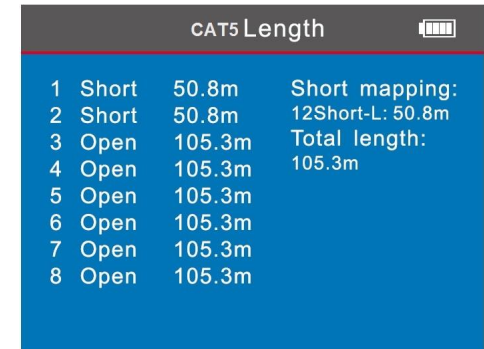 CAT5 Length
1 Short 50.8m
2 Short 50.8m
3 Open 105.3m
4 Open 105.3m
5 Open 105.3m
6 Open 105.3m
7 Open 105.3m
8 Open 105.3m
Short mapping:
12Short-L: 50.8m
Total length:
105.3m